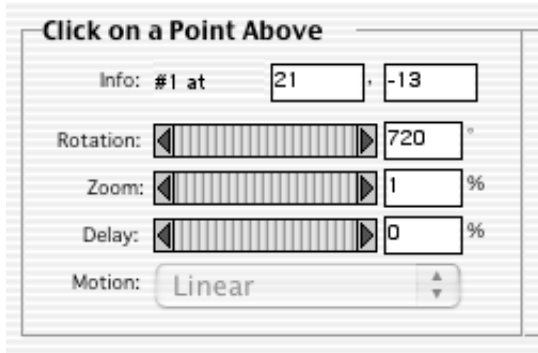 Click on a Point Above
Info: #1 at 21 , -13
Rotation: 720 °
Zoom: 1 %
Delay: 0 %
Motion: Linear